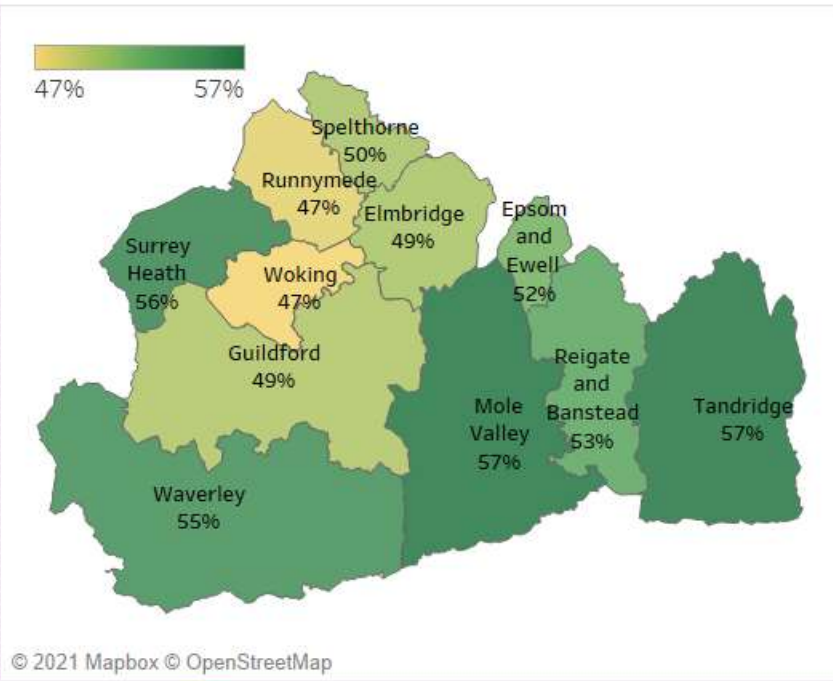 47%
57%
Spelthorne
50%
Runnymede
47%
Elmbridge
49%
Epsom
and
Ewell
52%
Surrey
Heath
56%
Woking
47%
Guildford
49%
Reigate
and
Banstead
53%
Mole
Valley
57%
Tandridge
57%
Waverley
55%
© 2021 Mapbox © OpenStreetMap